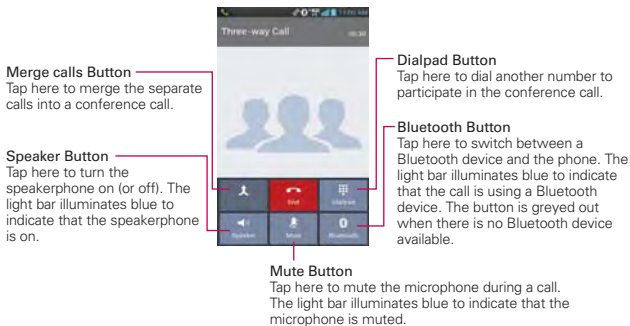 11:00 AM
Three-way Call
00:30
Merge calls Button
Tap here to merge the separate
calls into a conference call.
Speaker Button
Tap here to turn the
speakerphone on (or off). The
light bar illuminates blue to
indicate that the speakerphone
is on.
Dialpad Button
Tap here to dial another number to
participate in the conference call.
Bluetooth Button
Tap here to switch between a
Bluetooth device and the phone. The
light bar illuminates blue to indicate
that the call is using a Bluetooth
device. The button is greyed out
when there is no Bluetooth device
available.
End
Dialpad
Speaker
Mute
Bluetooth
Mute Button
Tap here to mute the microphone during a call.
The light bar illuminates blue to indicate that the
microphone is muted.